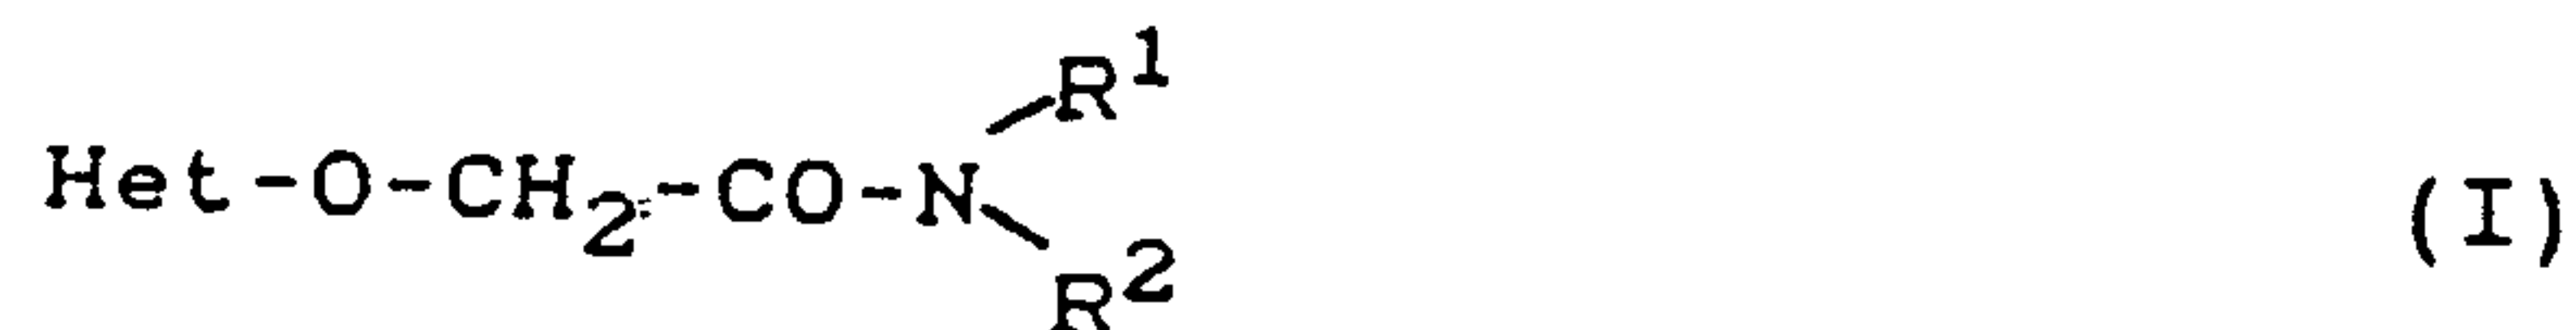 R¹
Het-O-CH₂-CO-N (I)
R²